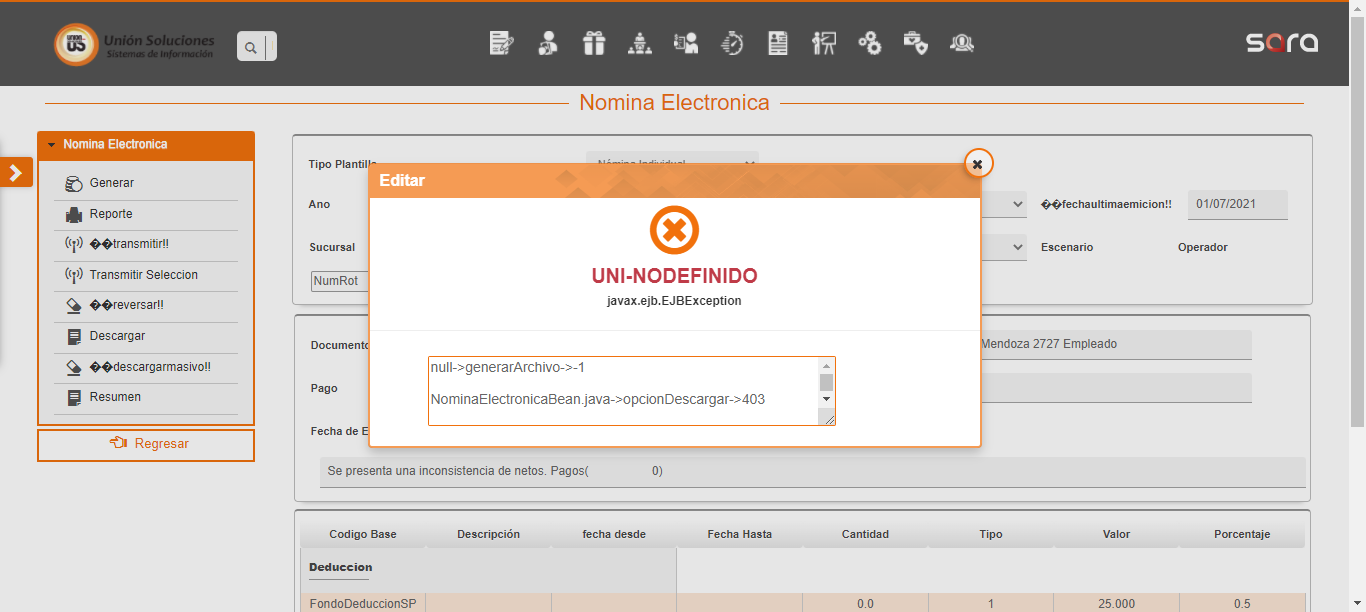 unión
US
Unión Soluciones
Sistemas de Información
sara
Nomina Electronica
Nomina Electronica
Generar
Reporte
��transmitir!!
Transmitir Seleccion
��reversar!!
Descargar
��descargarmasivo!!
Resumen
Regresar
Tipo Plantilla
Nómina Individual
Ano
��fechaultimaemicion!!
01/07/2021
Sucursal
Escenario
Operador
NumRot
Editar
UNI-NODEFINIDO
javax.ejb.EJBException
null->generarArchivo->-1
NominaElectronicaBean.java->opcionDescargar->403
Documento
Mendoza 2727 Empleado
Pago
Fecha de E
Se presenta una inconsistencia de netos. Pagos( 0)
Codigo Base Descripción fecha desde Fecha Hasta Cantidad Tipo Valor Porcentaje
Deduccion
FondoDeduccionSP 0.0 1 25.000 0.5